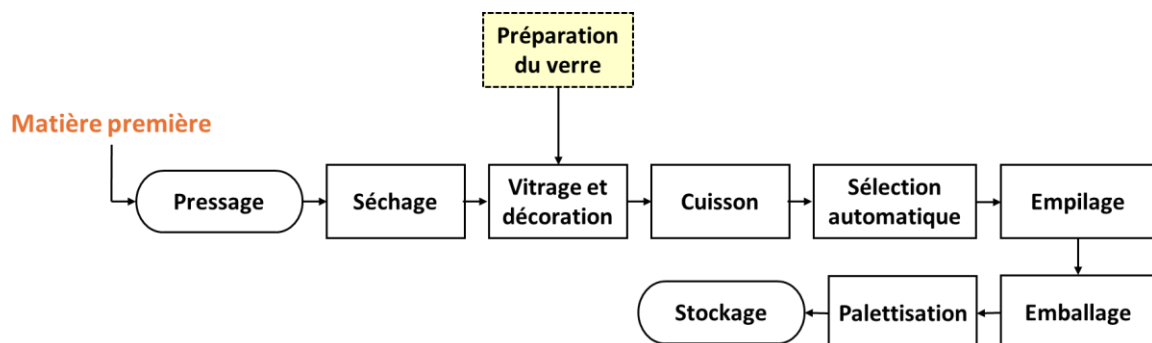 Préparation
du verre
Matière première
Pressage
Séchage
Vitrage et
décoration
Cuisson
Sélection
automatique
Empilage
Stockage
Palettisation
Emballage